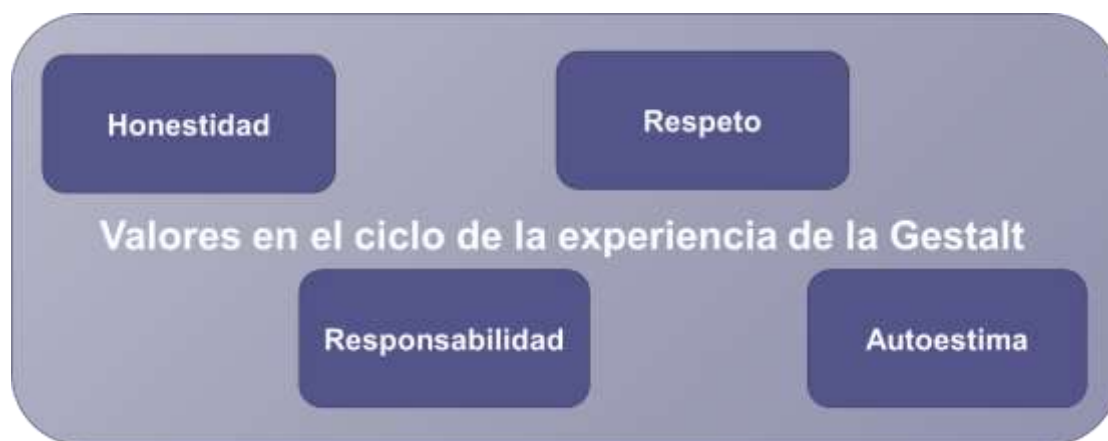 Honestidad
Respeto
Valores en el ciclo de la experiencia de la Gestalt
Responsabilidad
Autoestima